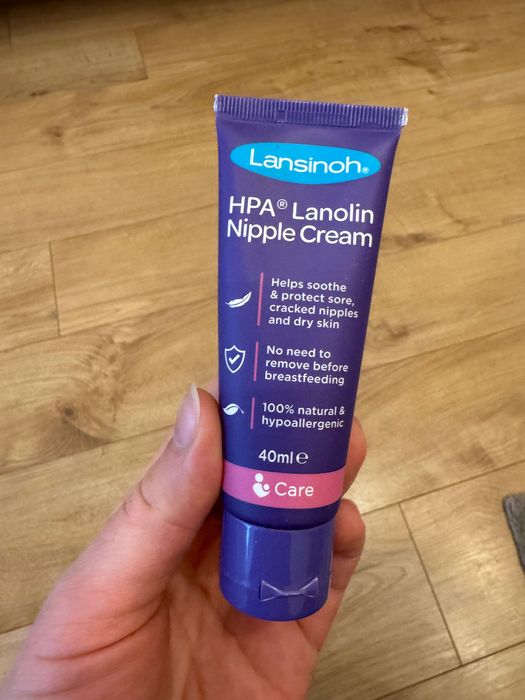 Lansinoh®
HPA® Lanolin
Nipple Cream
Helps soothe
& protect sore,
cracked nipples
and dry skin
No need to
remove before
breastfeeding
100% natural &
hypoallergenic
40ml ℮
Care